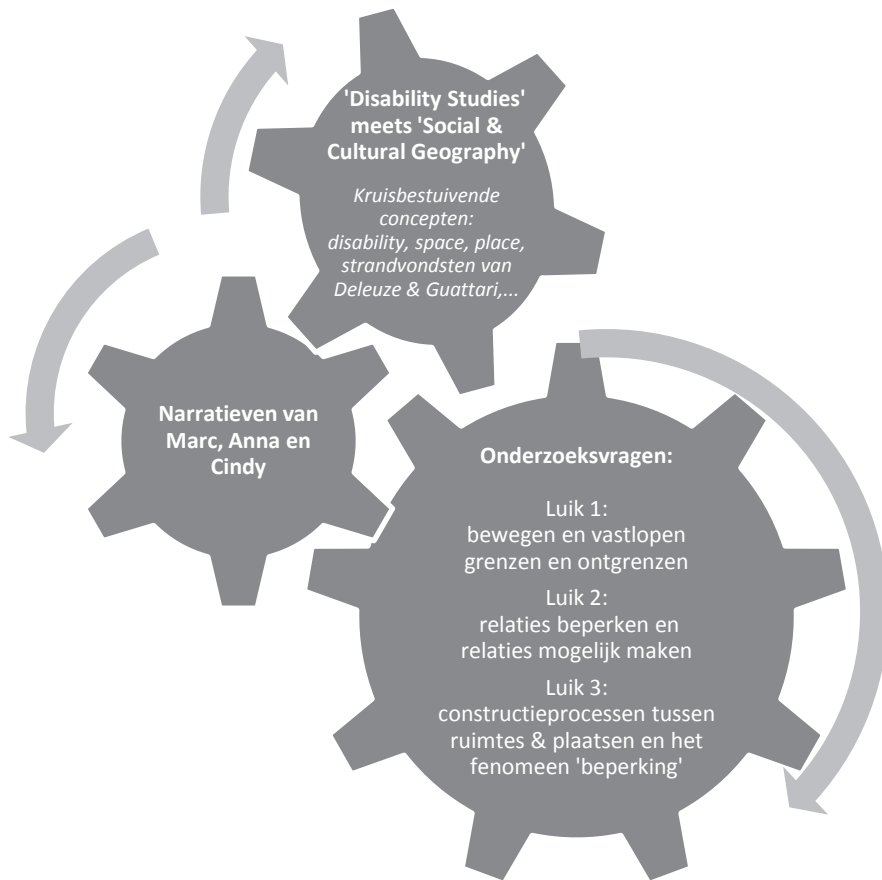 'Disability Studies'
meets 'Social &
Cultural Geography'
Kruisbestuivende
concepten:
disability, space, place,
strandvondsten van
Deleuze & Guattari,...
Narratieven van
Marc, Anna en
Cindy
Onderzoeksvragen:
Luik 1:
bewegen en vastlopen
grenzen en ontgrenzen
Luik 2:
relaties beperken en
relaties mogelijk maken
Luik 3:
constructieprocessen tussen
ruimtes & plaatsen en het
fenomeen 'beperking'